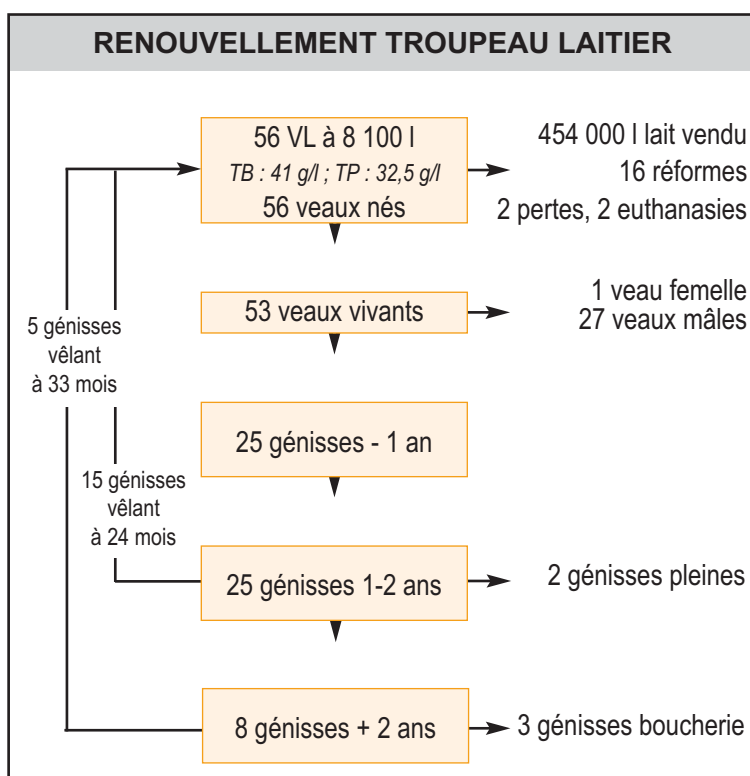 RENOUVELLEMENT TROUPEAU LAITIER
56 VL à 8 100 l
TB : 41 g/l ; TP : 32,5 g/l
56 veaux nés
454 000 l lait vendu
16 réformes
2 pertes, 2 euthanasies
53 veaux vivants
1 veau femelle
27 veaux mâles
5 génisses
vêlant
à 33 mois
25 génisses - 1 an
15 génisses
vêlant
à 24 mois
25 génisses 1-2 ans
2 génisses pleines
8 génisses + 2 ans
3 génisses boucherie